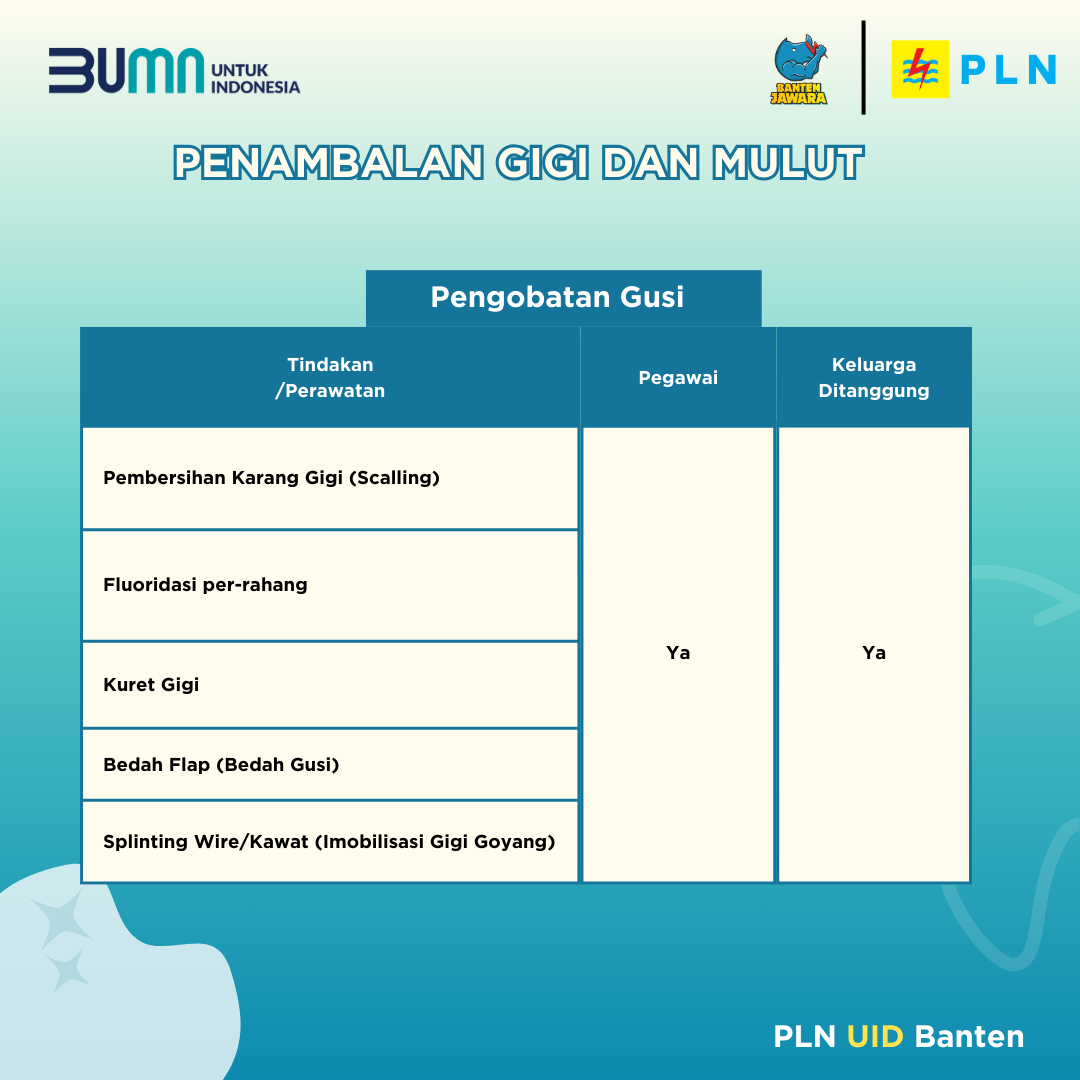 BUMN UNTUK
INDONESIA
BANTEN
JAWARA
PLN
PENAMBALAN GIGI DAN MULUT
Pengobatan Gusi
Tindakan
/Perawatan
Pegawai
Keluarga
Ditanggung
Pembersihan Karang Gigi (Scalling)
Fluoridasi per-rahang
Kuret Gigi
Bedah Flap (Bedah Gusi)
Splinting Wire/Kawat (Imobilisasi Gigi Goyang)
Ya
Ya
PLN UID Banten